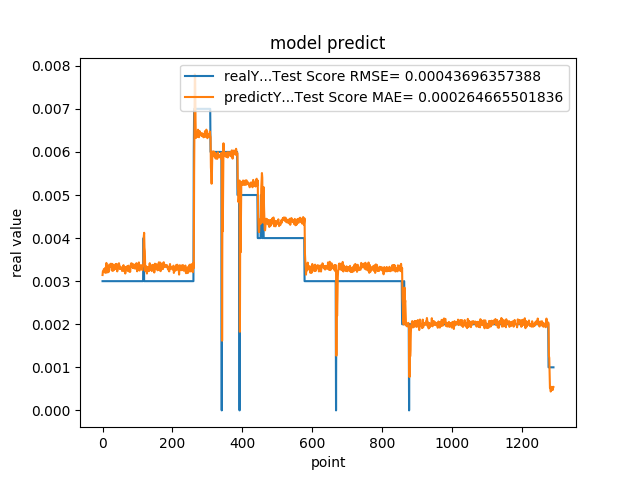 model predict
realY...Test Score RMSE= 0.00043696357388
predictY...Test Score MAE= 0.000264665501836
0.008
0.007
0.006
0.005
0.004
0.003
0.002
0.001
0.000
real value
0 200 400 600 800 1000 1200
point